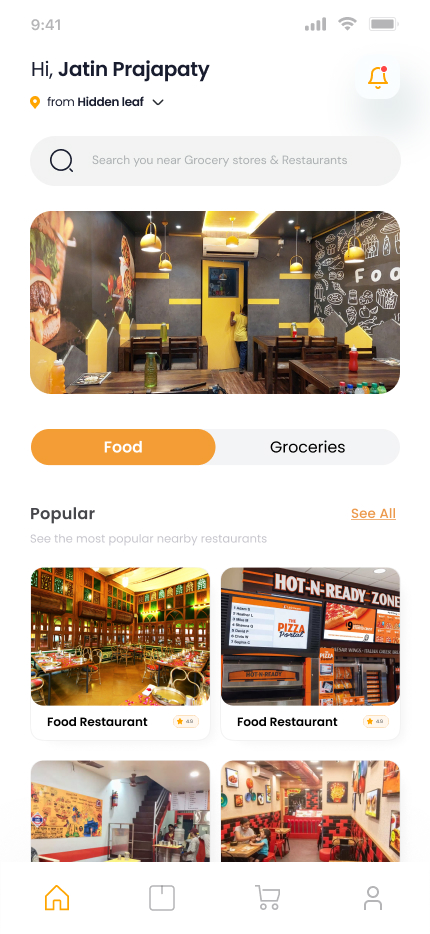 9:41
Hi, Jatin Prajapaty
from Hidden leaf
Search you near Grocery stores & Restaurants
FOO
Food
Groceries
Popular
See All
See the most popular nearby restaurants
HOT-N-READY ZONE
THE
PIZZA
Portal
HOT-N-READY
Food Restaurant
4.9
Food Restaurant
4.9